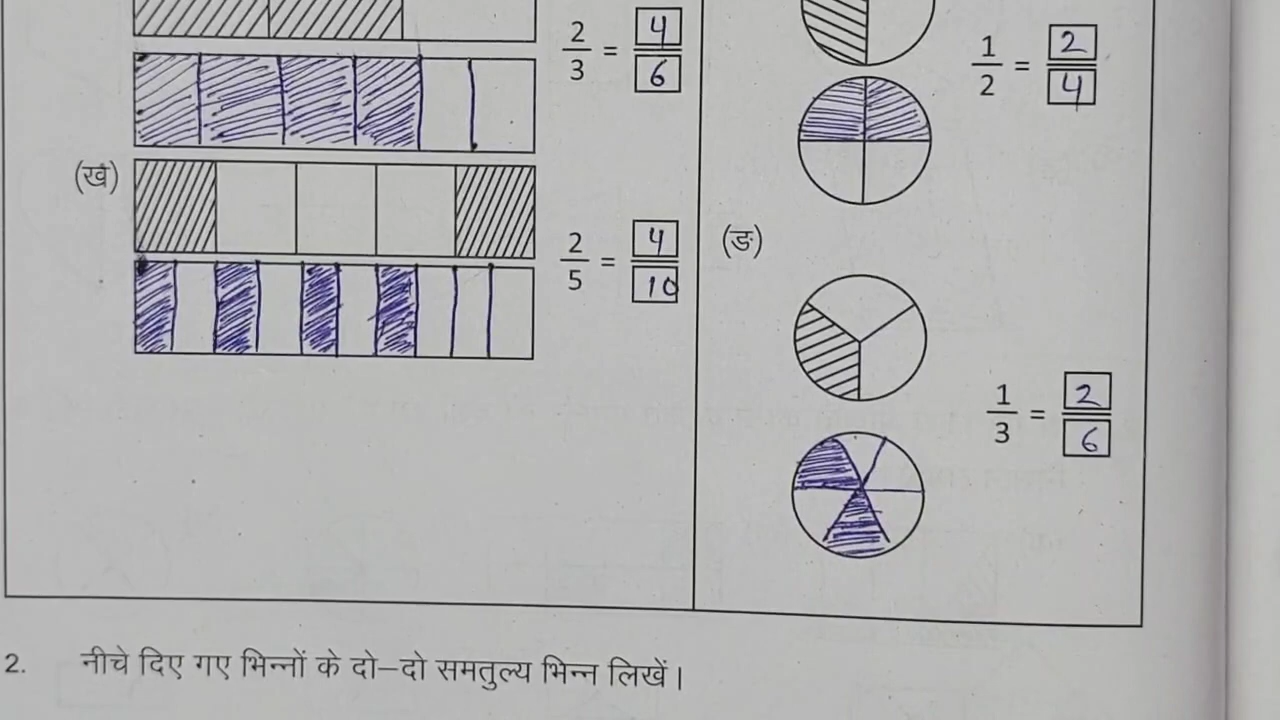 2/3 = 4/6
(ख) 2/5 = 4/10
1/2 = 2/4
(ङ) 1/3 = 2/6
2. नीचे दिए गए भिन्नों के दो–दो समतुल्य भिन्न लिखें।